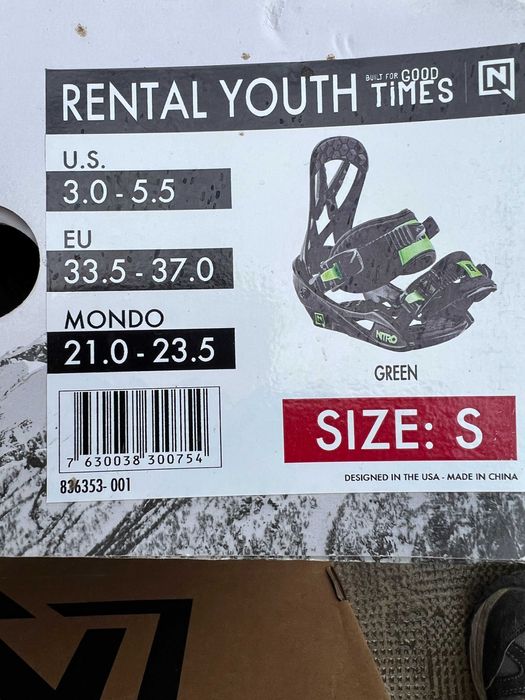 RENTAL YOUTH BUILT FOR GOOD TiMES N
U.S.
3.0 - 5.5
EU
33.5 - 37.0
MONDO
21.0 - 23.5
NITRO
GREEN
SIZE: S
7 630038 300754
836353- 001
DESIGNED IN THE USA - MADE IN CHINA